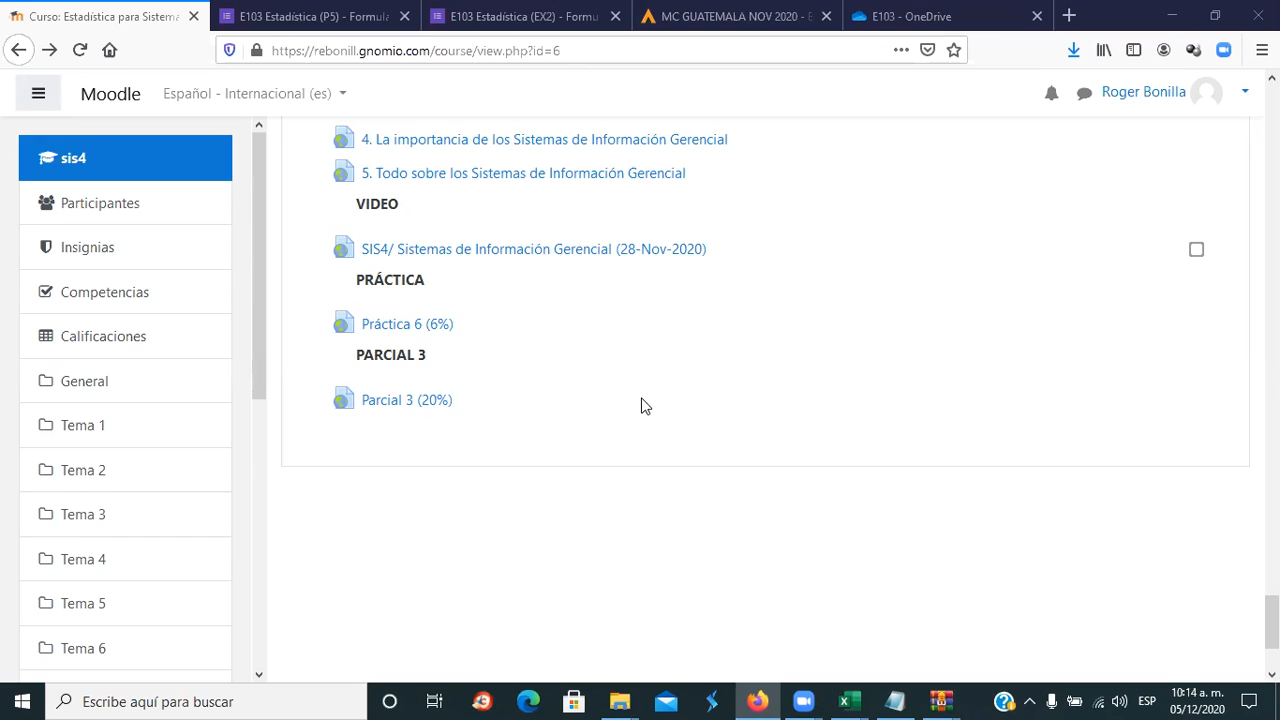 Curso: Estadística para Sistema
E103 Estadística (P5) - Formula
E103 Estadística (EX2) - Formu
MC GUATEMALA NOV 2020 - E
E103 - OneDrive
https://rebonill.gnomio.com/course/view.php?id=6
Moodle
Español - Internacional (es)
Roger Bonilla
sis4
Participantes
Insignias
Competencias
Calificaciones
General
Tema 1
Tema 2
Tema 3
Tema 4
Tema 5
Tema 6
4. La importancia de los Sistemas de Información Gerencial
5. Todo sobre los Sistemas de Información Gerencial
VIDEO
SIS4/ Sistemas de Información Gerencial (28-Nov-2020)
PRÁCTICA
Práctica 6 (6%)
PARCIAL 3
Parcial 3 (20%)
Escribe aquí para buscar
ESP
10:14 a. m.
05/12/2020